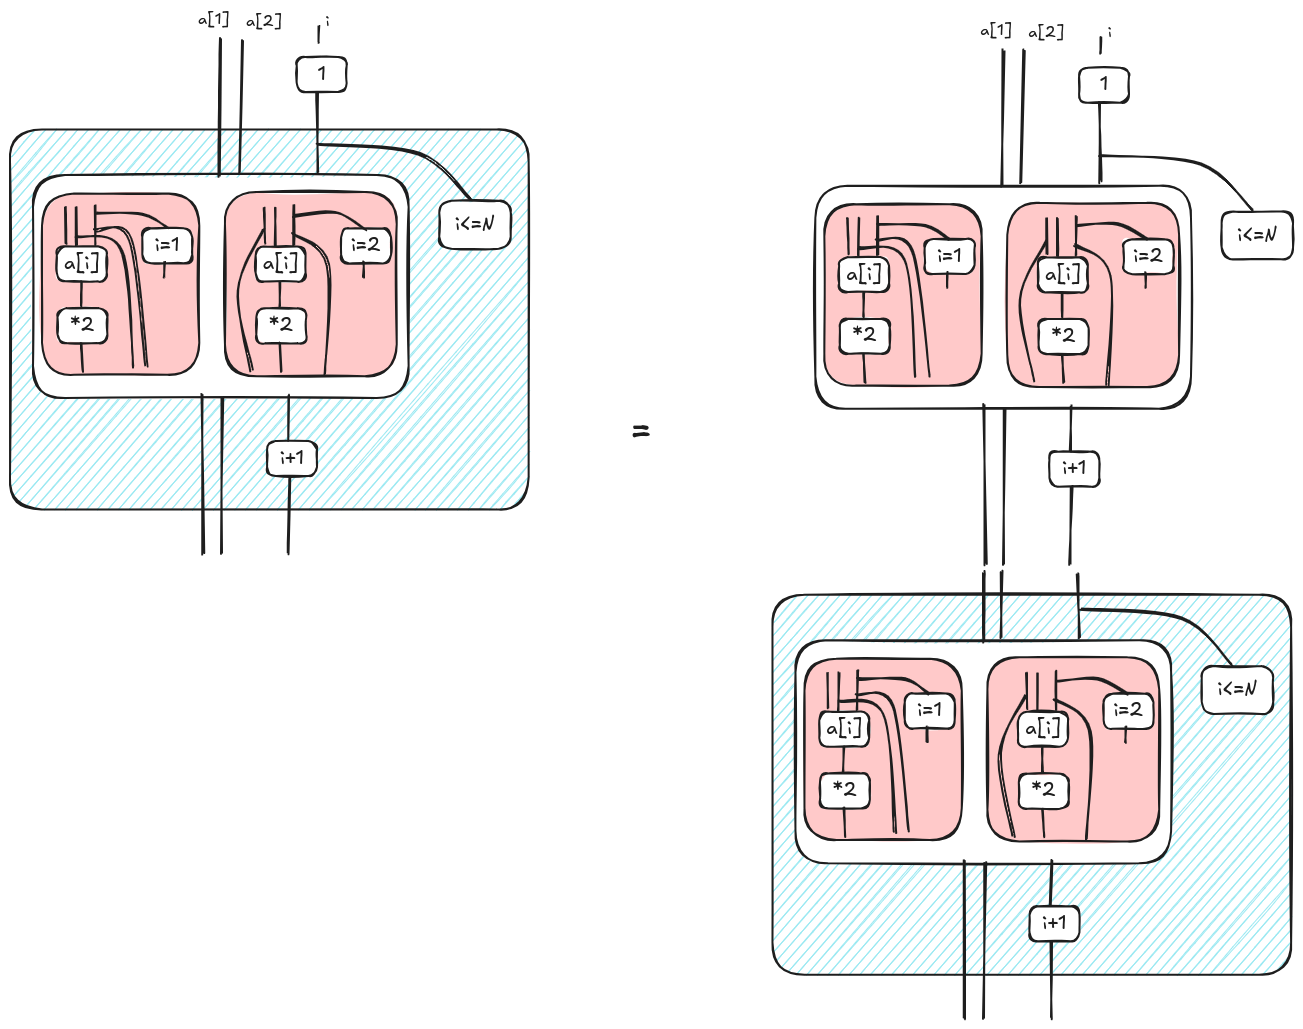 a[1] a[2] i
1
i<=N
i=1
i=2
a[i]
a[i]
*2
*2
i+1
=
a[1] a[2] i
1
i<=N
i=1
i=2
a[i]
a[i]
*2
*2
i+1
i<=N
i=1
i=2
a[i]
a[i]
*2
*2
i+1